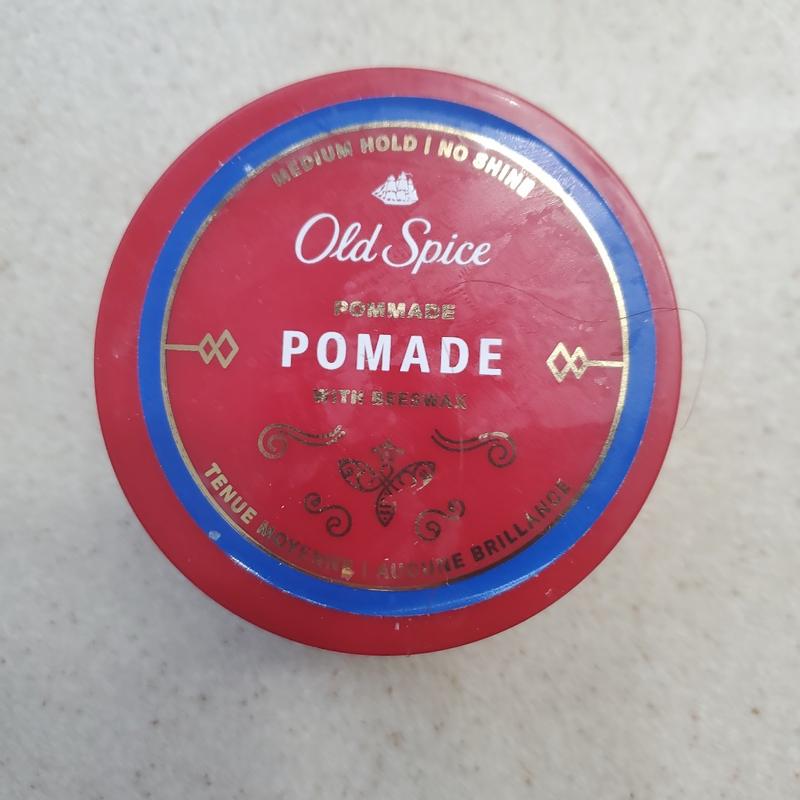 MEDIUM HOLD | NO SHINE
Old Spice
POMMADE
POMADE
WITH BEESWAX
TENUE MOYENNE | AUCUNE BRILLANCE